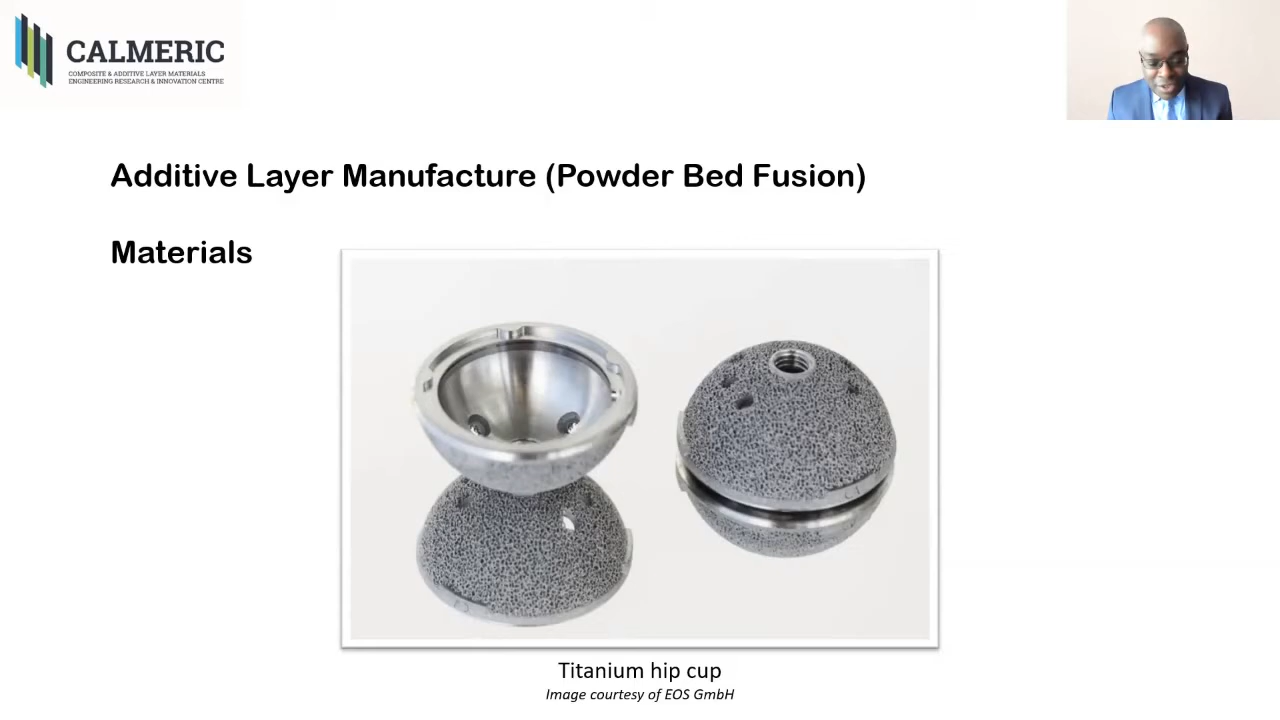 CALMERIC
COMPOSITE & ADDITIVE LAYER MATERIALS
ENGINEERING RESEARCH & INNOVATION CENTRE
Additive Layer Manufacture (Powder Bed Fusion)
Materials
Titanium hip cup
Image courtesy of EOS GmbH